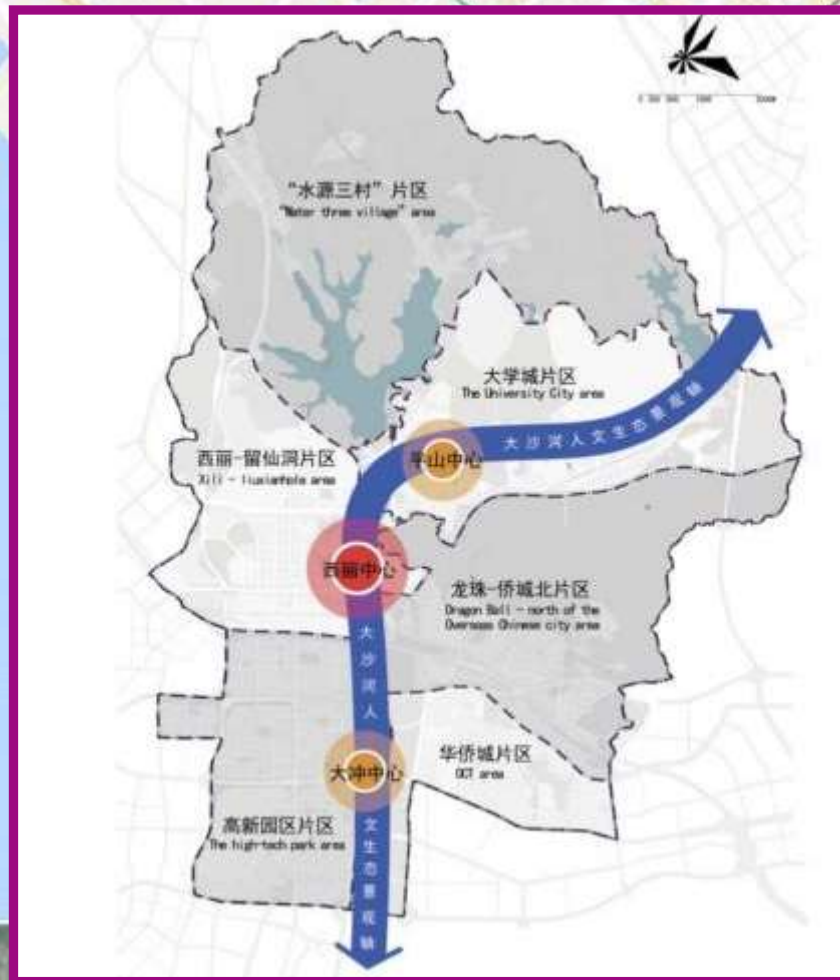 “水源三村”片区
"Water three village" area
大学城片区
The University City area
大沙河人文生态景观轴
平山中心
西丽-留仙洞片区
Xili - liuxianhole area
西丽中心
龙珠-侨城北片区
Dragon Ball - north of the
Overseas Chinese city area
大沙河人
大冲中心
华侨城片区
OCT area
高新园区片区
The high-tech park area
文生态景观轴